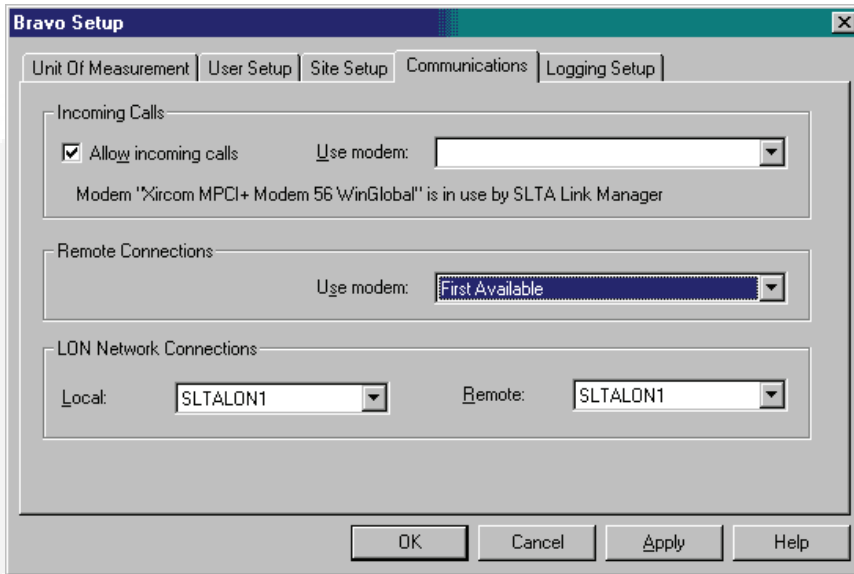 Bravo Setup
Unit Of Measurement User Setup Site Setup Communications Logging Setup
Incoming Calls
Allow incoming calls Use modem:
Modem "Xircom MPCI+ Modem 56 WinGlobal" is in use by SLTA Link Manager
Remote Connections
Use modem: First Available
LON Network Connections
Local: SLTALON1 Remote: SLTALON1
OK Cancel Apply Help